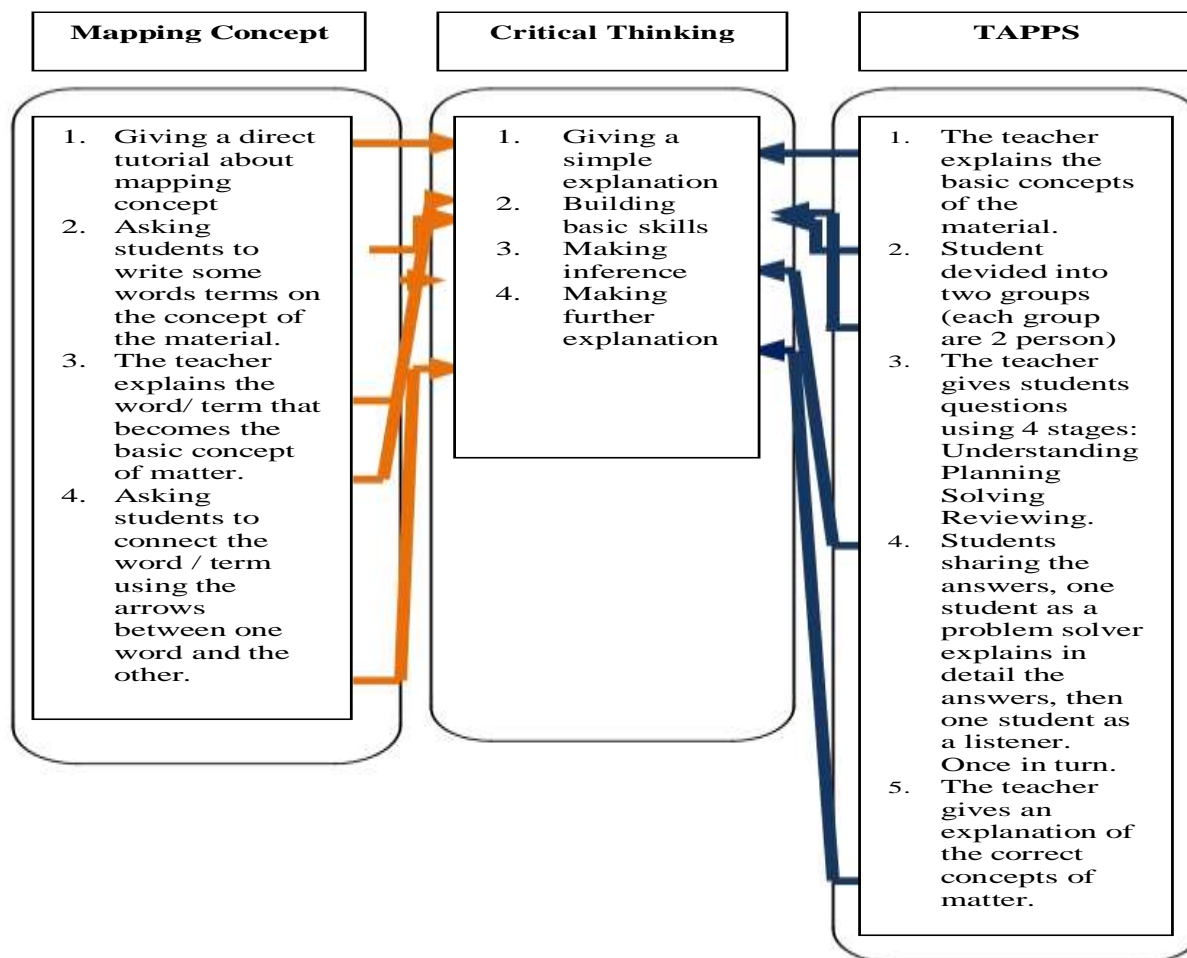 Mapping Concept
Critical Thinking
TAPPS
1. Giving a direct
tutorial about
mapping
concept
2. Asking
students to
write some
words terms on
the concept of
the material.
3. The teacher
explains the
word/ term that
becomes the
basic concept
of matter.
4. Asking
students to
connect the
word / term
using the
arrows
between one
word and the
other.
1. Giving a
simple
explanation
2. Building
basic skills
3. Making
inference
4. Making
further
explanation
1. The teacher
explains the
basic concepts
of the
material.
2. Student
devided into
two groups
(each group
are 2 person)
3. The teacher
gives students
questions
using 4 stages:
Understanding
Planning
Solving
Reviewing.
4. Students
sharing the
answers, one
student as a
problem solver
explains in
detail the
answers, then
one student as
a listener.
Once in turn.
5. The teacher
gives an
explanation of
the correct
concepts of
matter.